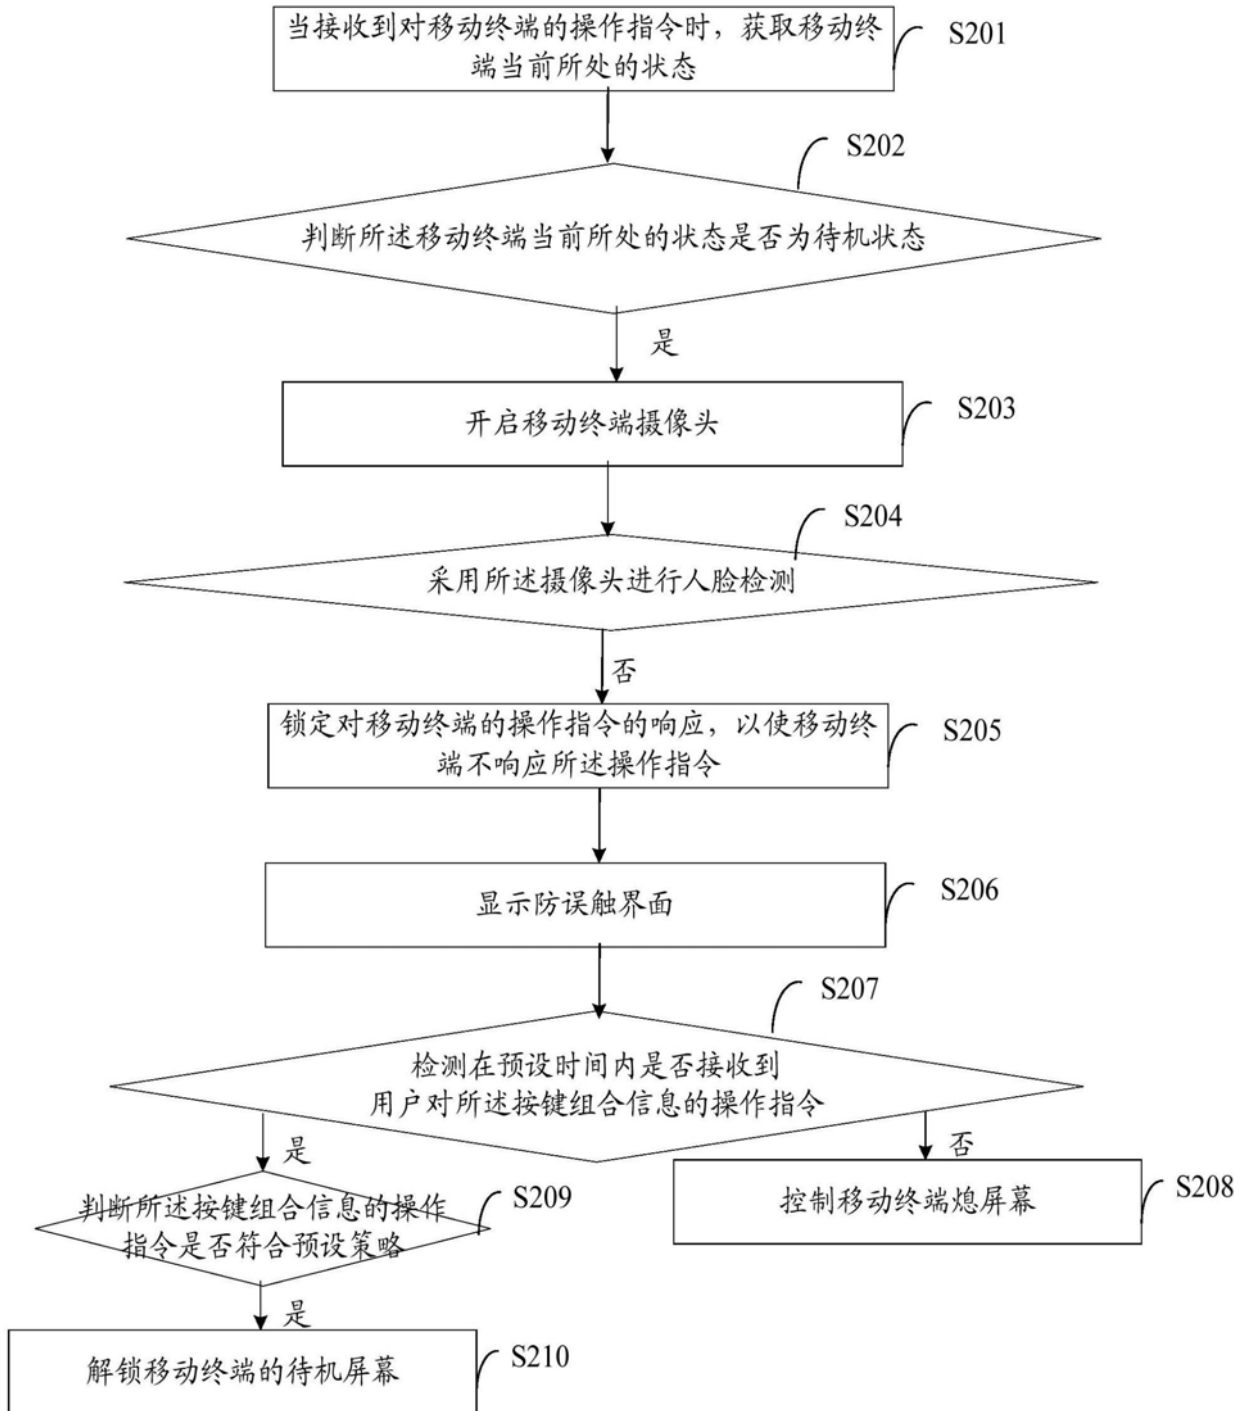 当接收到对移动终端的操作指令时，获取移动终
端当前所处的状态
S201
S202
判断所述移动终端当前所处的状态是否为待机状态
是
开启移动终端摄像头
S203
S204
采用所述摄像头进行人脸检测
否
锁定对移动终端的操作指令的响应，以使移动终
端不响应所述操作指令
S205
显示防误触界面
S206
S207
检测在预设时间内是否接收到
用户对所述按键组合信息的操作指令
是
否
判断所述按键组合信息的操作
指令是否符合预设策略
S209
控制移动终端熄屏幕
S208
是
解锁移动终端的待机屏幕
S210